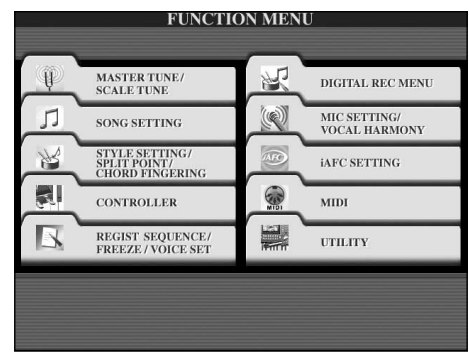 FUNCTION MENU
MASTER TUNE/
SCALE TUNE
SONG SETTING
STYLE SETTING/
SPLIT POINT/
CHORD FINGERING
CONTROLLER
REGIST SEQUENCE/
FREEZE / VOICE SET
DIGITAL REC MENU
MIC SETTING/
VOCAL HARMONY
iAFC
iAFC SETTING
MIDI
MIDI
UTILITY